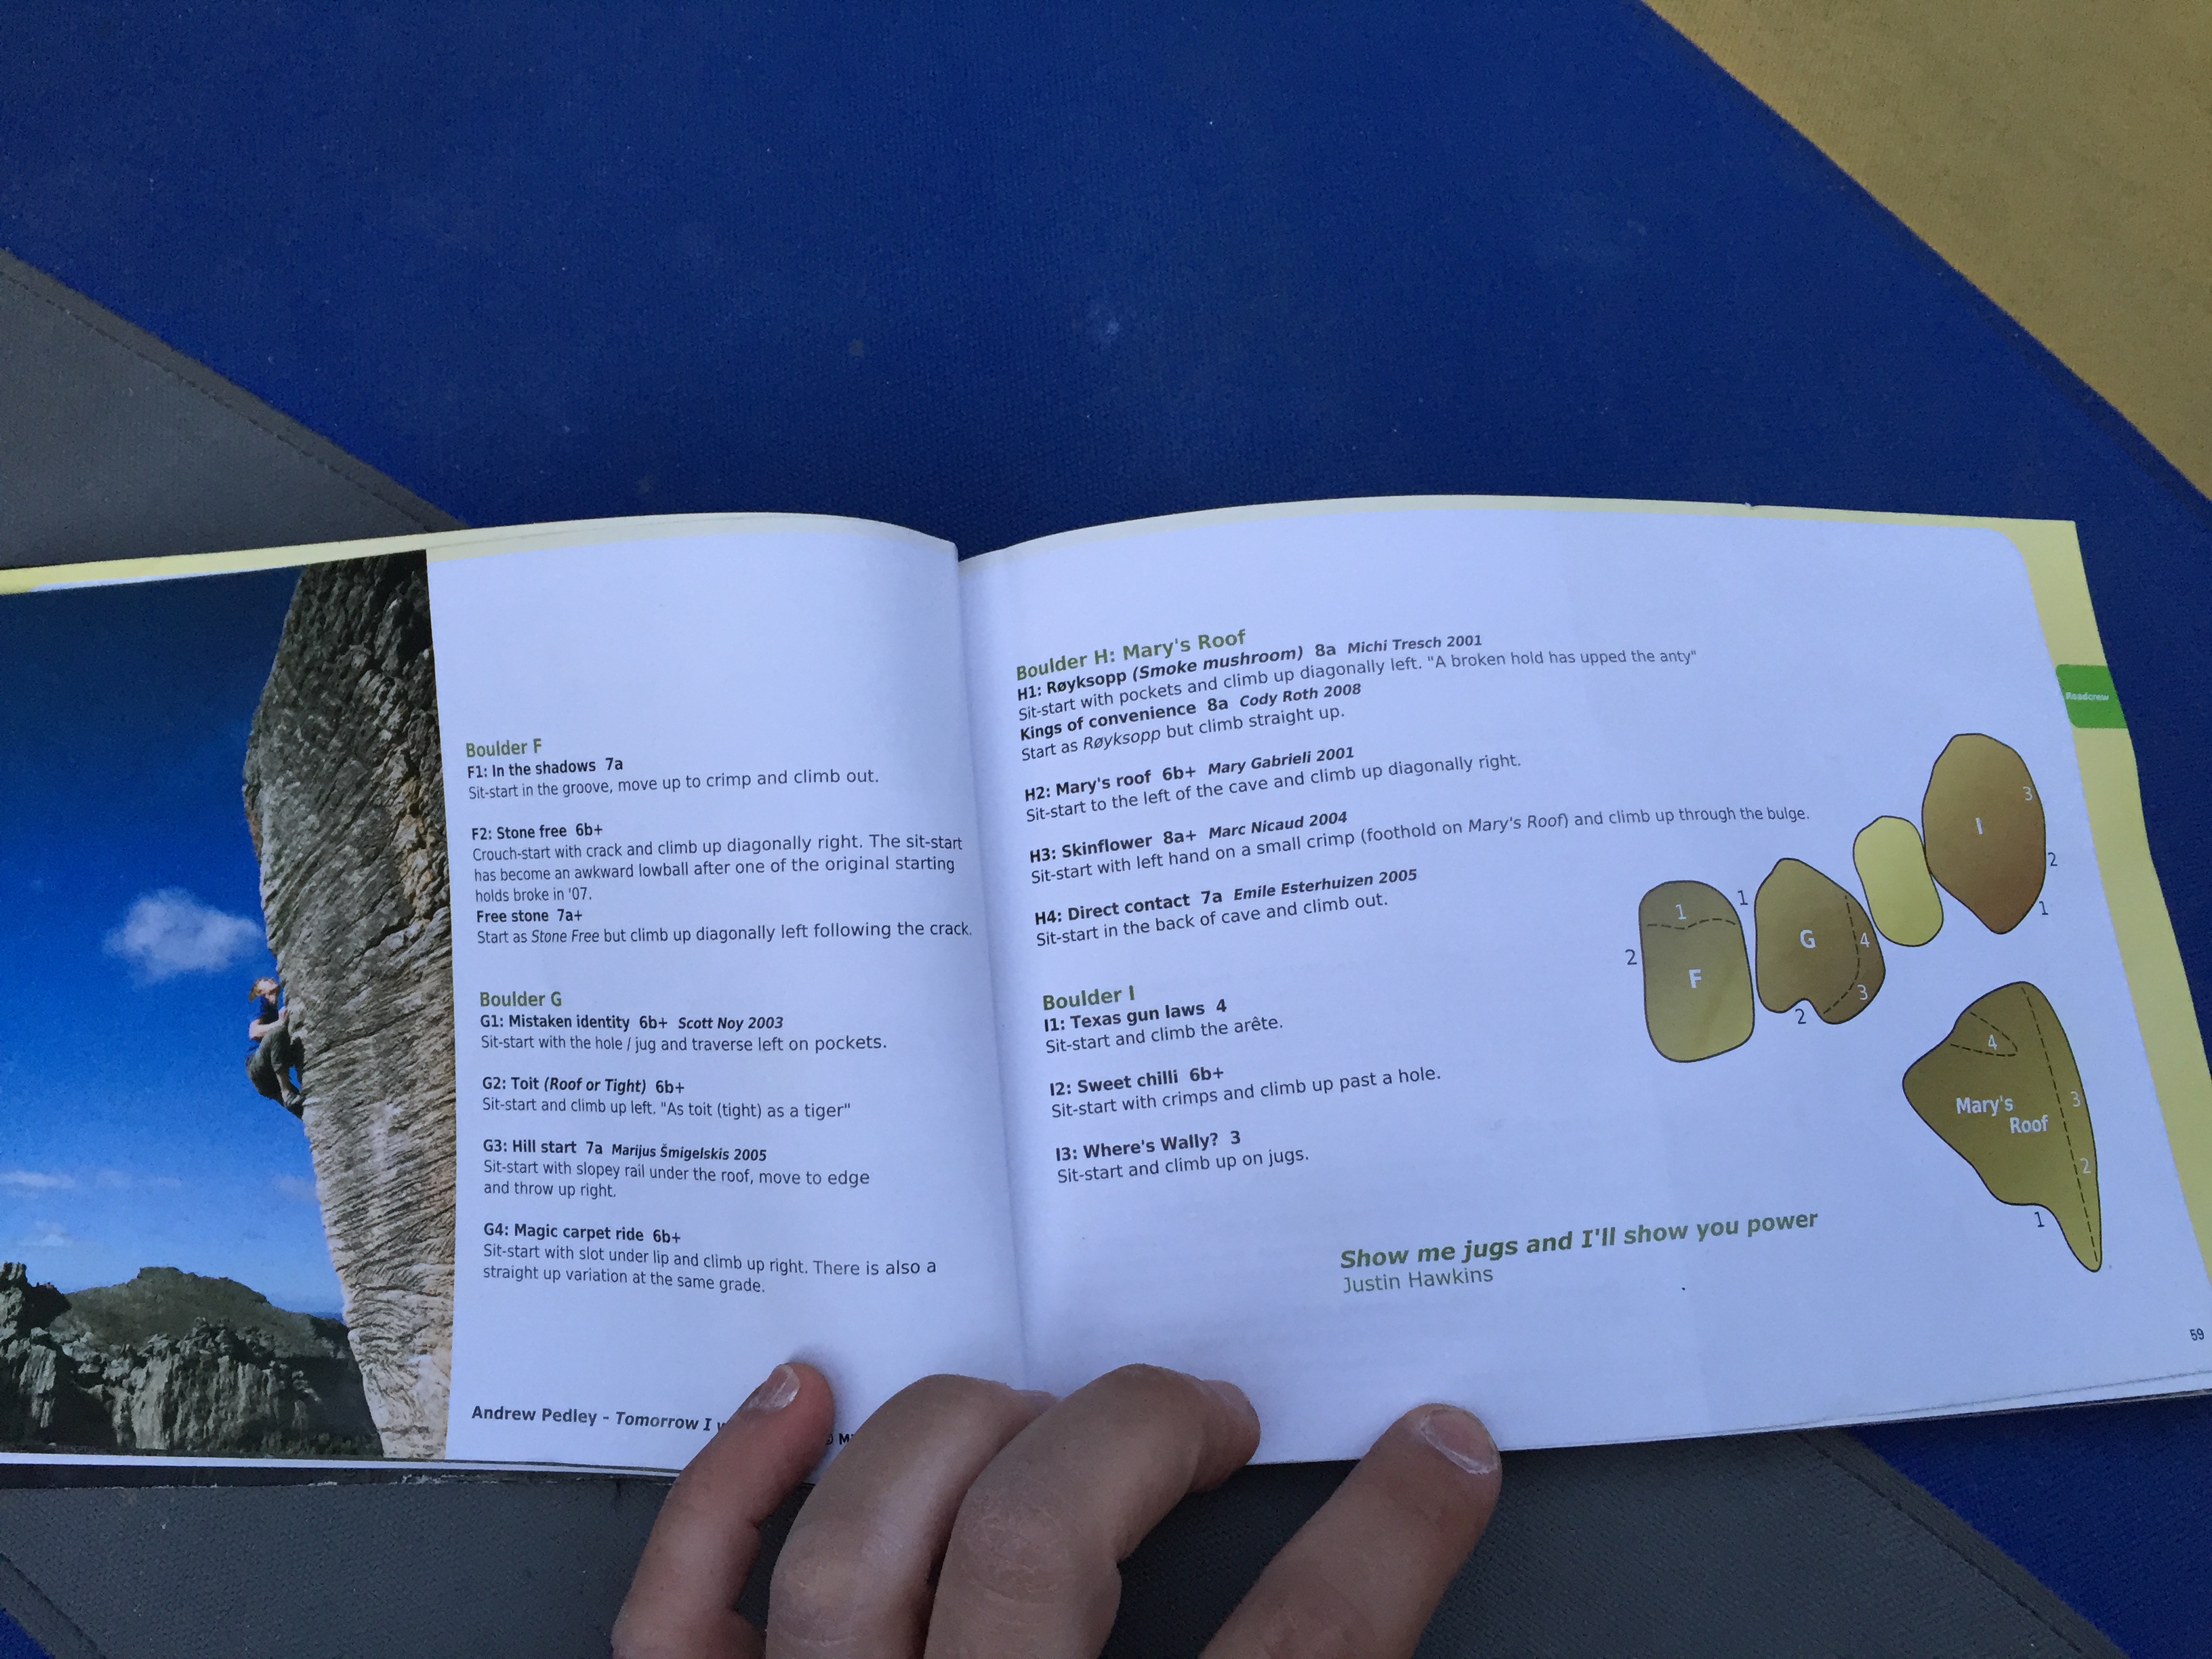 Boulder F
F1: In the shadows 7a
Sit-start in the groove, move up to crimp and climb out.
F2: Stone free 6b+
Crouch-start with crack and climb up diagonally right. The sit-start
has become an awkward lowball after one of the original starting
holds broke in '07.
Free stone 7a+
Start as Stone Free but climb up diagonally left following the crack.
Boulder G
G1: Mistaken identity 6b+ Scott Noy 2003
Sit-start with the hole / jug and traverse left on pockets.
G2: Toit (Roof or Tight) 6b+
Sit-start and climb up left. "As toit (tight) as a tiger"
G3: Hill start 7a Marijus Šmigelskis 2005
Sit-start with slopey rail under the roof, move to edge
and throw up right.
G4: Magic carpet ride 6b+
Sit-start with slot under lip and climb up right. There is also a
straight up variation at the same grade.
Andrew Pedley - Tomorrow I
Boulder H: Mary's Roof
H1: Røyksopp (Smoke mushroom) 8a Michi Tresch 2001
Sit-start with pockets and climb up diagonally left. "A broken hold has upped the anty"
Kings of convenience 8a Cody Roth 2008
Start as Røyksopp but climb straight up.
H2: Mary's roof 6b+ Mary Gabrieli 2001
Sit-start to the left of the cave and climb up diagonally right.
H3: Skinflower 8a+ Marc Nicaud 2004
Sit-start with left hand on a small crimp (foothold on Mary's Roof) and climb up through the bulge.
H4: Direct contact 7a Emile Esterhuizen 2005
Sit-start in the back of cave and climb out.
Boulder I
I1: Texas gun laws 4
Sit-start and climb the arête.
I2: Sweet chilli 6b+
Sit-start with crimps and climb up past a hole.
I3: Where's Wally? 3
Sit-start and climb up on jugs.
Show me jugs and I'll show you power
Justin Hawkins
1
2
F
1
G
2
3
4
I
3
2
1
4
Mary's
Roof
1
3
2
Roadcrew
59